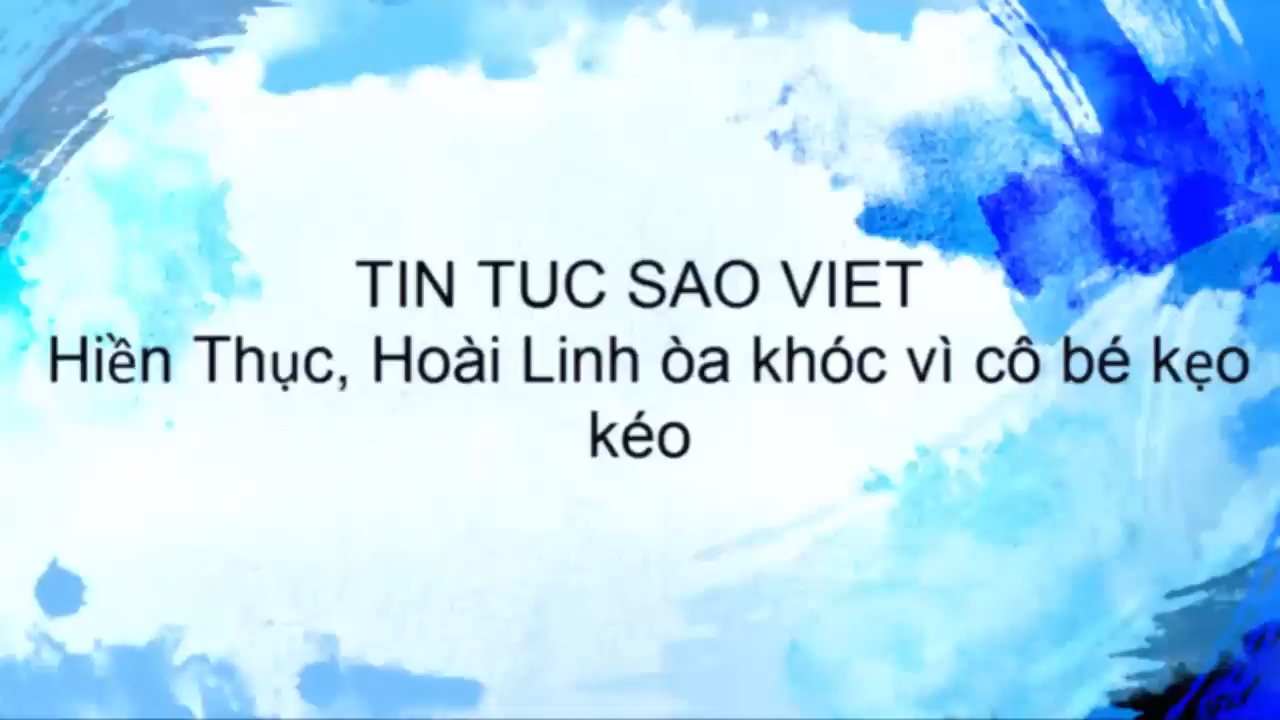 TIN TUC SAO VIET
Hiền Thục, Hoài Linh òa khóc vì cô bé kẹo
kéo